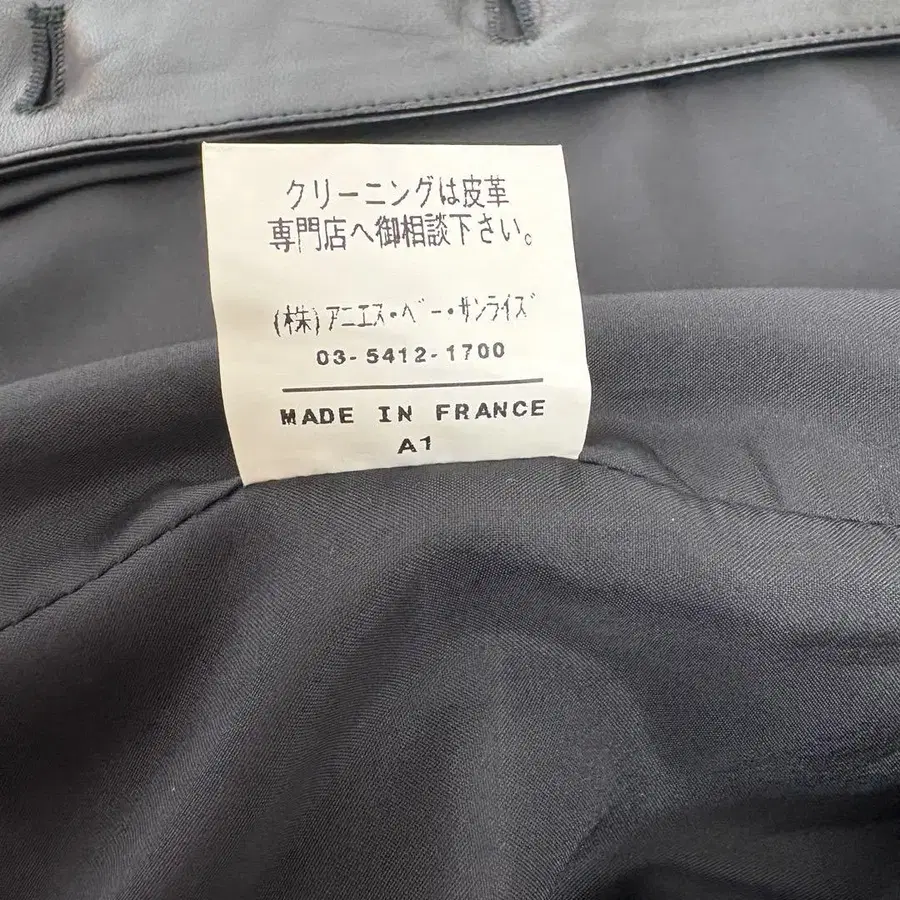 クリーニングは皮革
専門店へ御相談下さい。
(株)アニエス・ベー・サンライズ
03-5412-1700
MADE IN FRANCE
A1